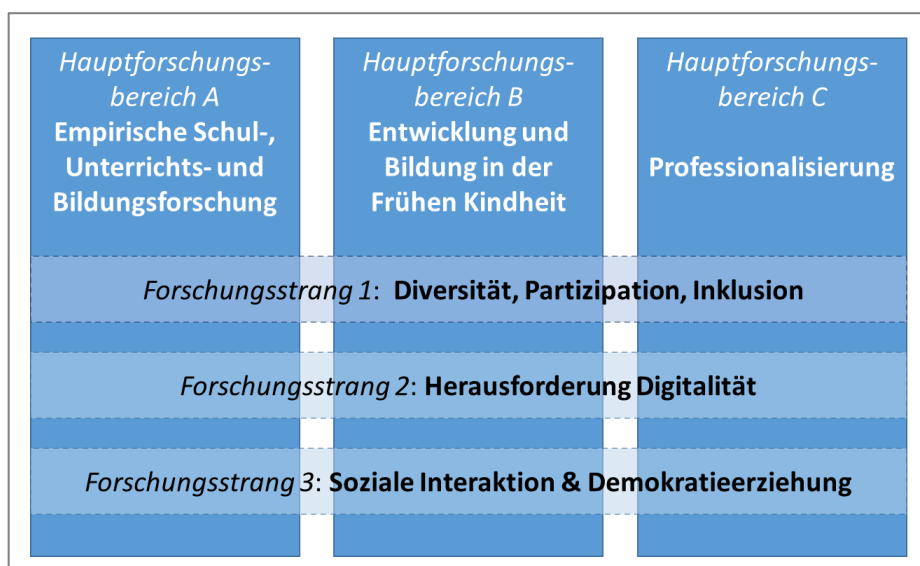 Hauptforschungs-
bereich A
Empirische Schul-,
Unterrichts- und
Bildungsforschung
Hauptforschungs-
bereich B
Entwicklung und
Bildung in der
Frühen Kindheit
Hauptforschungs-
bereich C
Professionalisierung
Forschungsstrang 1: Diversität, Partizipation, Inklusion
Forschungsstrang 2: Herausforderung Digitalität
Forschungsstrang 3: Soziale Interaktion & Demokratieerziehung